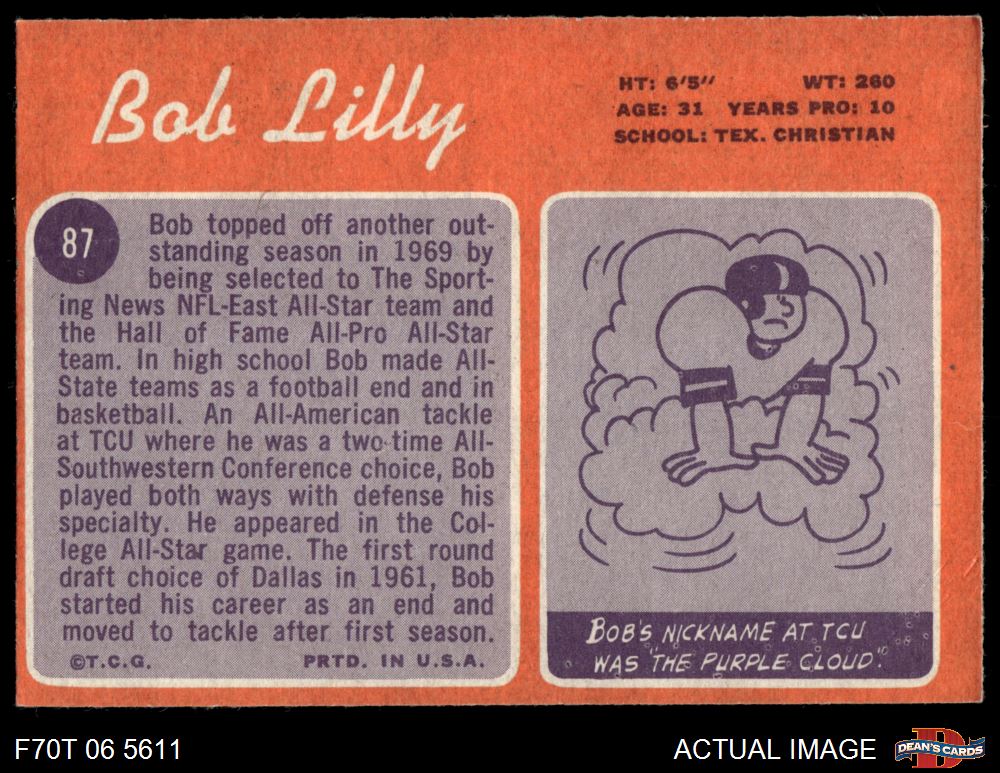 Bob Lilly
HT: 6'5" WT: 260
AGE: 31 YEARS PRO: 10
SCHOOL: TEX. CHRISTIAN
87
Bob topped off another out-
standing season in 1969 by
being selected to The Sport-
ing News NFL-East All-Star team and
the Hall of Fame All-Pro All-Star
team. In high school Bob made All-
State teams as a football end and in
basketball. An All-American tackle
at TCU where he was a two-time All-
Southwestern Conference choice, Bob
played both ways with defense his
specialty. He appeared in the Col-
lege All-Star game. The first round
draft choice of Dallas in 1961, Bob
started his career as an end and
moved to tackle after first season.
©T.C.G. PRTD. IN U.S.A.
BOB'S NICKNAME AT TCU
WAS "THE PURPLE CLOUD".
F70T 06 5611
ACTUAL IMAGE
DEAN'S CARDS